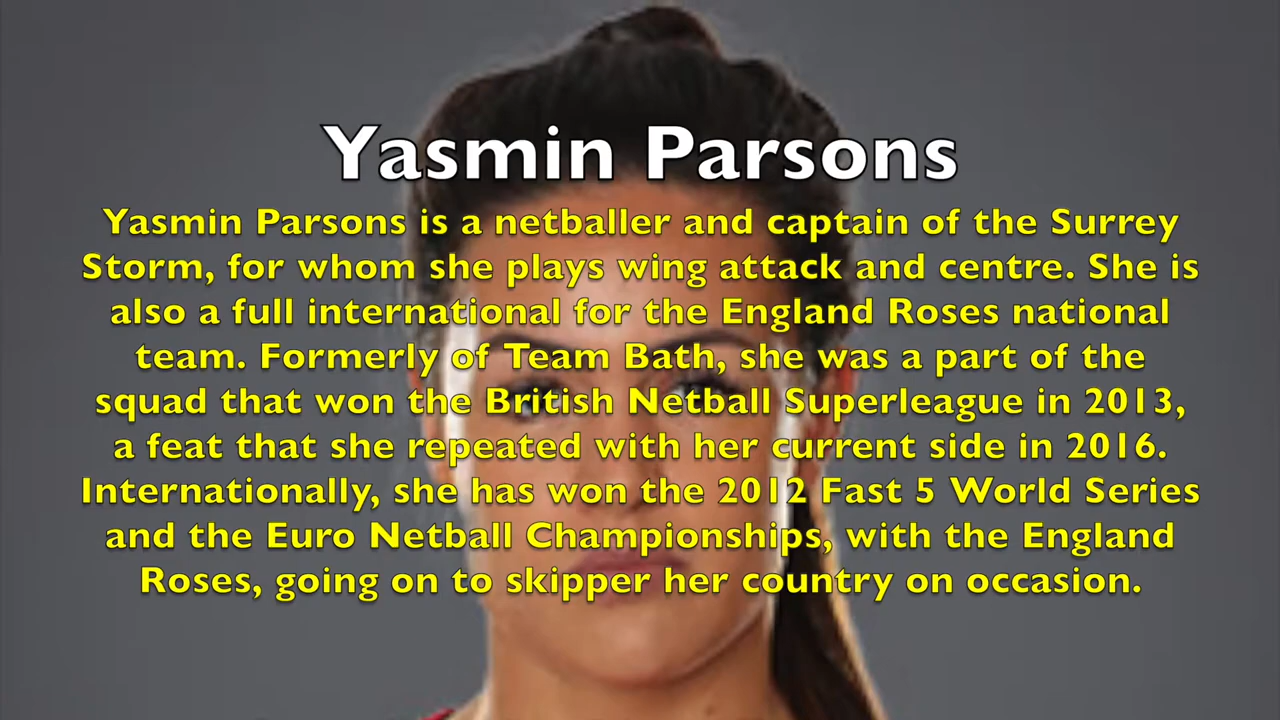 Yasmin Parsons
Yasmin Parsons is a netballer and captain of the Surrey
Storm, for whom she plays wing attack and centre. She is
also a full international for the England Roses national
team. Formerly of Team Bath, she was a part of the
squad that won the British Netball Superleague in 2013,
a feat that she repeated with her current side in 2016.
Internationally, she has won the 2012 Fast 5 World Series
and the Euro Netball Championships, with the England
Roses, going on to skipper her country on occasion.